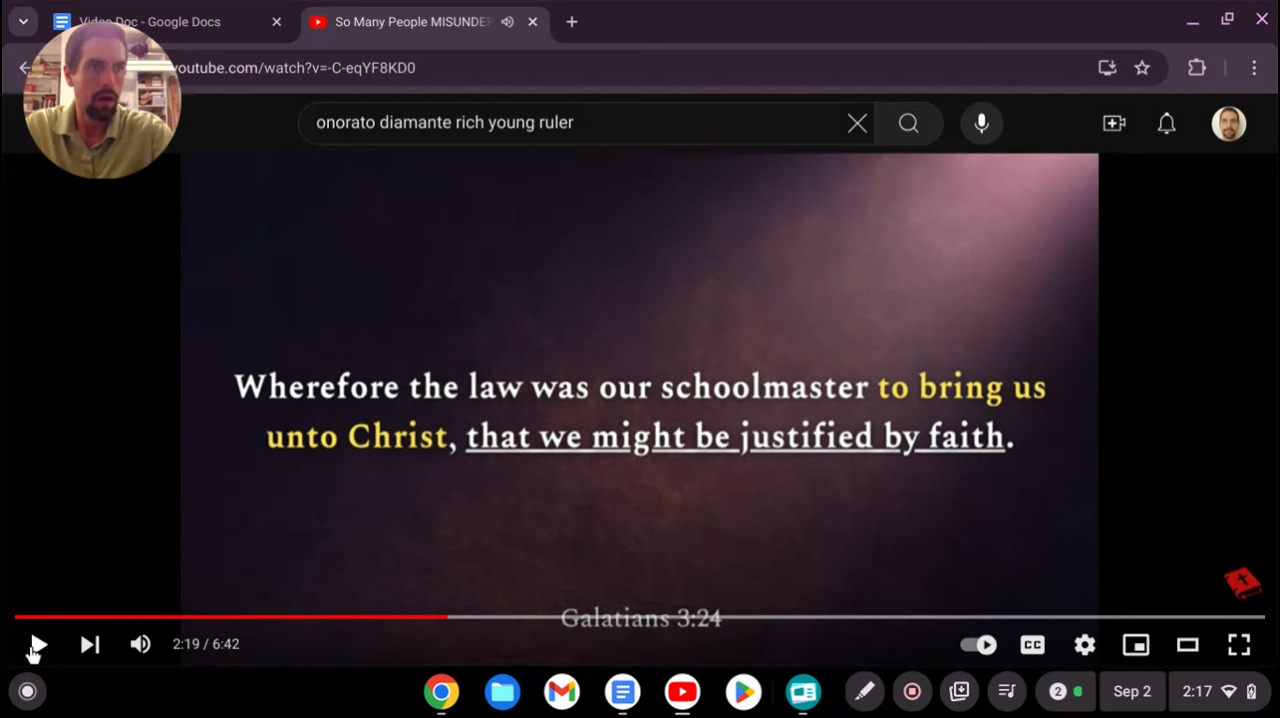 Video Doc - Google Docs
So Many People MISUNDER
youtube.com/watch?v=-C-eqYF8KD0
onorato diamante rich young ruler
Wherefore the law was our schoolmaster to bring us
unto Christ, that we might be justified by faith.
Galatians 3:24
2:19 / 6:42
CC
2
Sep 2
2:17